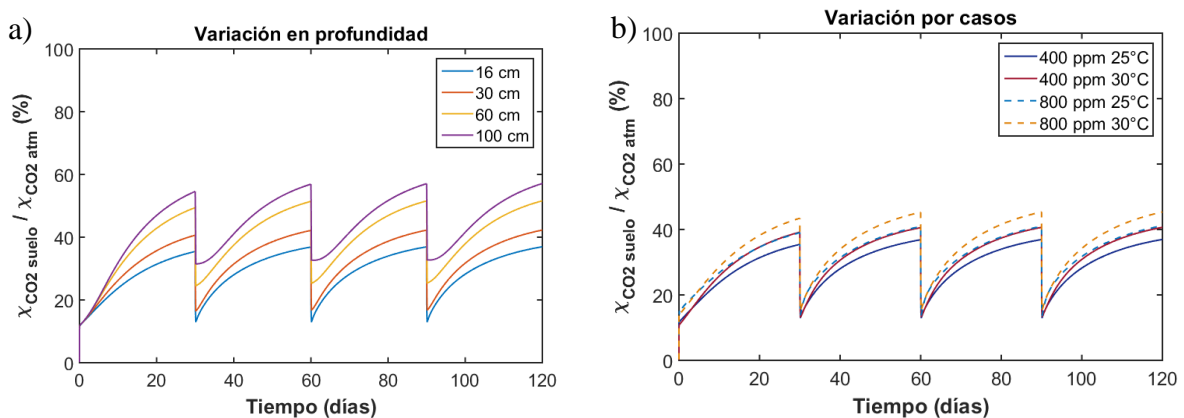 a)
Variación en profundidad
100
80
60
40
20
0
χCO2 suelo / χCO2 atm (%)
16 cm
30 cm
60 cm
100 cm
0 20 40 60 80 100 120
Tiempo (días)
b)
Variación por casos
100
80
60
40
20
0
χCO2 suelo / χCO2 atm (%)
400 ppm 25°C
400 ppm 30°C
800 ppm 25°C
800 ppm 30°C
0 20 40 60 80 100 120
Tiempo (días)